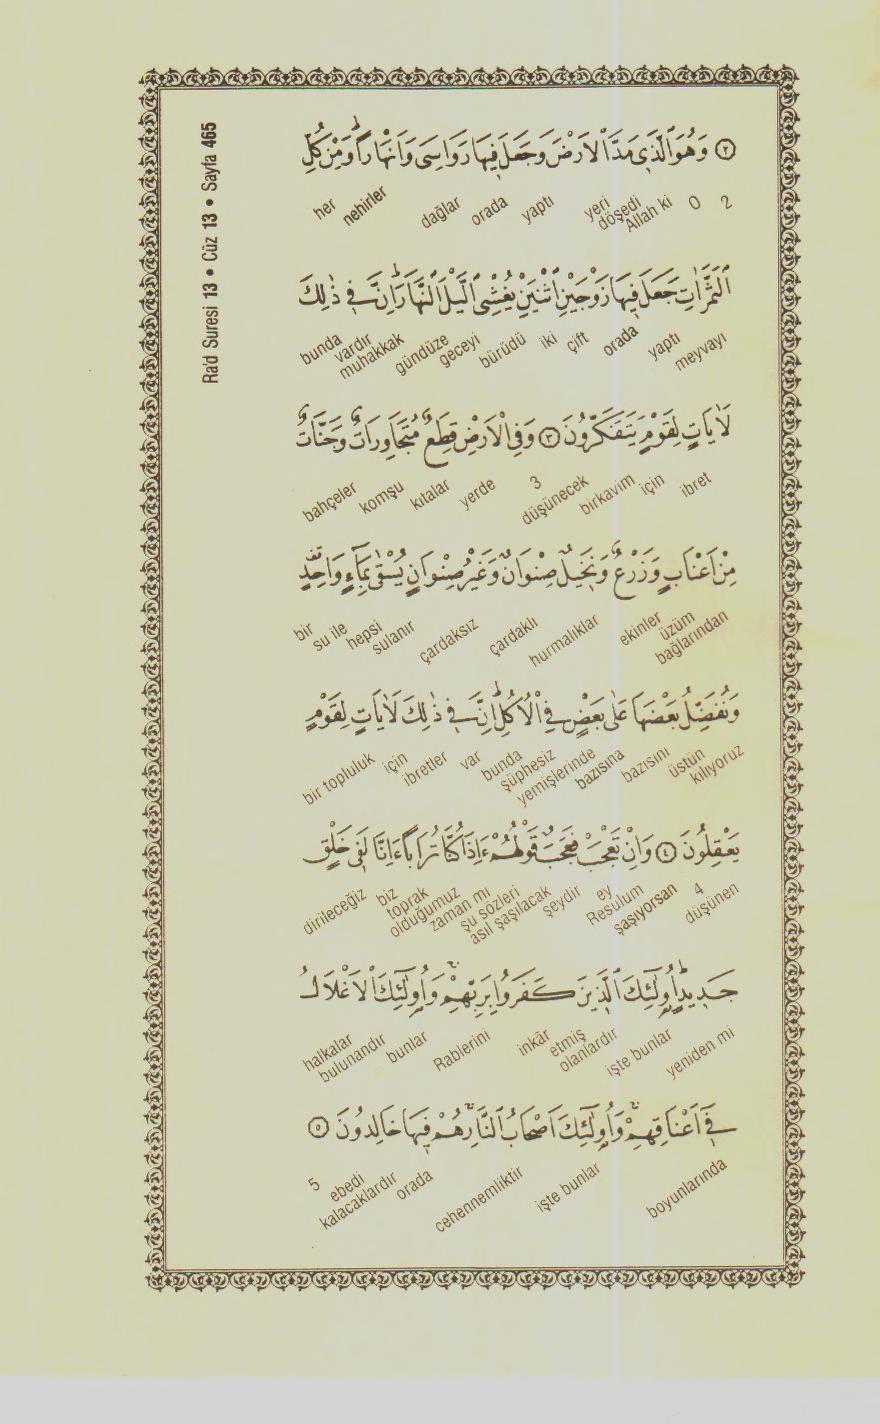 Ra'd Suresi 13 • Cüz 13 • Sayfa 465
٢ وَهُوَ الَّذٖى مَدَّ الْاَرْضَ وَجَعَلَ فٖيهَا رَوَاسِىَ وَاَنْهَارًا وَمِنْ كُلِّ
2 O Allah ki döşedi yeri yaptı orada dağlar nehirler her
الثَّمَرَاتِ جَعَلَ فٖيهَا زَوْجَيْنِ اثْنَيْنِ يُغْشِى الَّيْلَ النَّهَارَ اِنَّ فٖى ذٰلِكَ
meyvayı yaptı orada çift iki bürüdü geceyi gündüze muhakkak vardır bunda
لَاٰيَاتٍ لِقَوْمٍ يَتَفَكَّرُونَ ٣ وَفِى الْاَرْضِ قِطَعٌ مُتَجَاوِرَاتٌ وَجَنَّاتٌ
ibret için birkavim düşünecek 3 yerde kıtalar komşu bahçeler
مِنْ اَعْنَابٍ وَزَرْعٌ وَنَخٖيلٌ صِنْوَانٌ وَغَيْرُ صِنْوَانٍ يُسْقٰى بِمَاءٍ وَاحِدٍ
üzüm bağlarından ekinler hurmalıklar çardaklı çardaksız sulanır hepsi su ile bir
وَنُفَضِّلُ بَعْضَهَا عَلٰى بَعْضٍ فِى الْاُكُلِ اِنَّ فٖى ذٰلِكَ لَاٰيَاتٍ لِقَوْمٍ
üstün kılıyoruz bazısını bazısına yemişlerinde şüphesiz bunda var ibretler için bir topluluk
يَعْقِلُونَ ٤ وَاِنْ تَعْجَبْ فَعَجَبٌ قَوْلُهُمْ ءَاِذَا كُنَّا تُرَابًا ءَاِنَّا لَفٖى خَلْقٍ
düşünen 4 şaşıyorsan ey Resulum şeydir asıl şaşılacak şu sözleri zaman mı olduğumuz toprak biz dirileceğiz
جَدٖيدٍ اُولٰئِكَ الَّذٖينَ كَفَرُوا بِرَبِّهِمْ وَاُولٰئِكَ الْاَغْلَالُ
yeniden mi işte bunlar etmiş olanlardır inkâr Rablerini bunlar halkalar bulunandır
فٖى اَعْنَاقِهِمْ وَاُولٰئِكَ اَصْحَابُ النَّارِ هُمْ فٖيهَا خَالِدُونَ ٥
boyunlarında işte bunlar cehennemliktir orada ebedi kalacaklardır 5